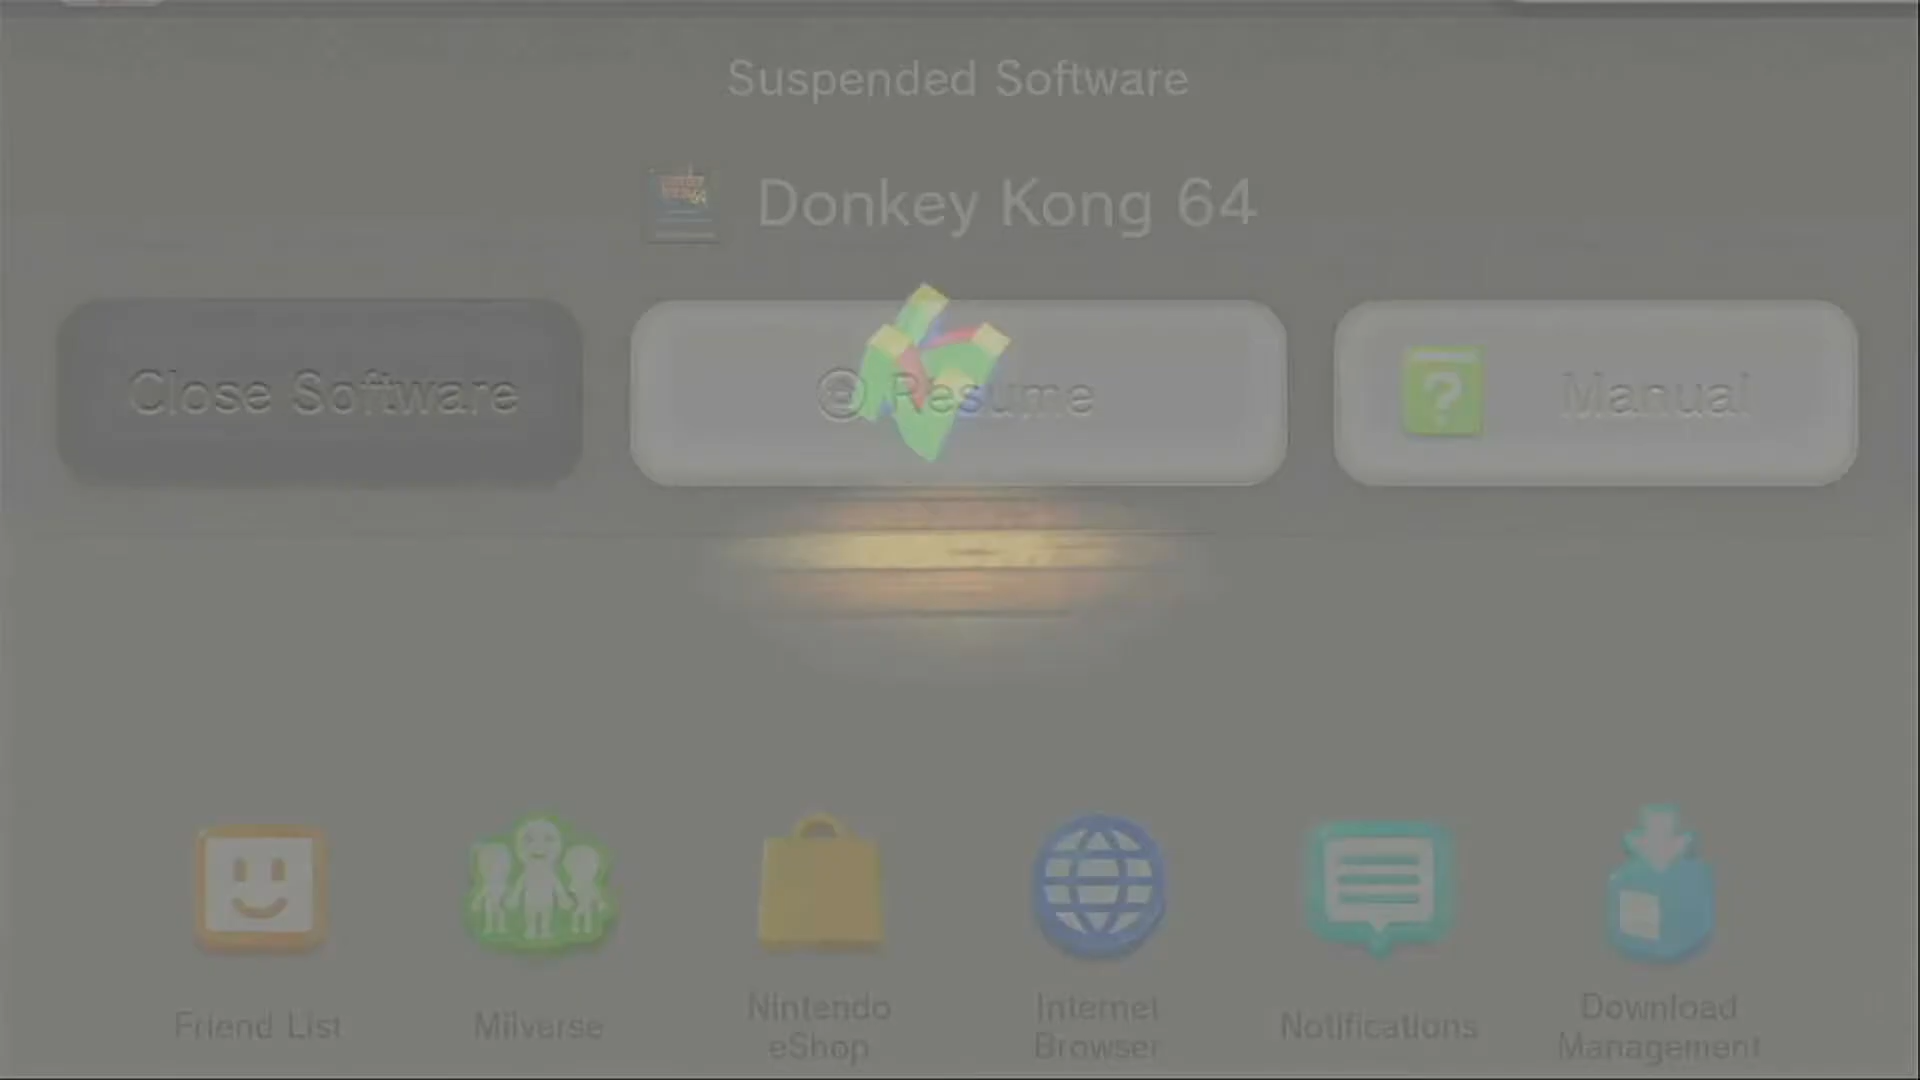 Suspended Software
Donkey Kong 64
Close Software
Resume
?
Manual
Friend List
Miiverse
Nintendo
eShop
Internet
Browser
Notifications
Download
Management